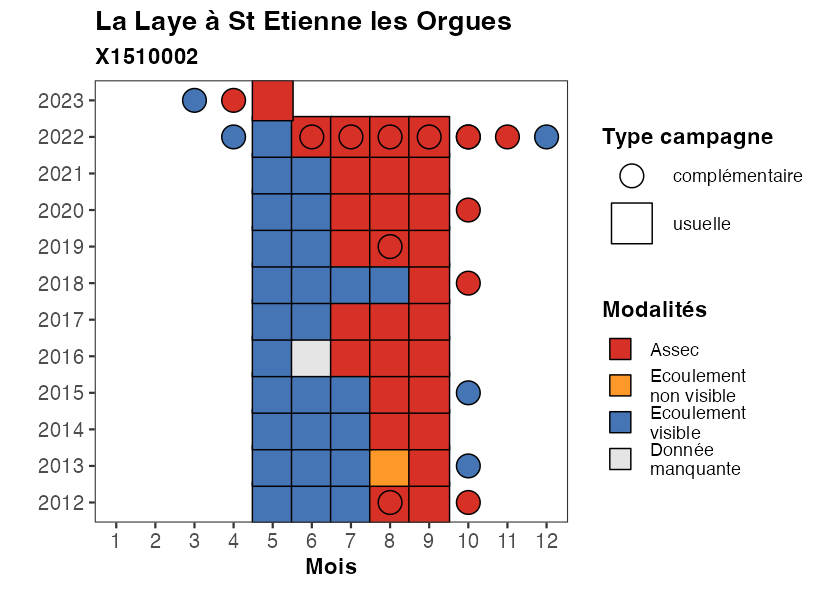 La Laye à St Etienne les Orgues
X1510002
2023
2022
2021
2020
2019
2018
2017
2016
2015
2014
2013
2012
1 2 3 4 5 6 7 8 9 10 11 12
Mois
Type campagne
complémentaire
usuelle
Modalités
Assec
Ecoulement
non visible
Ecoulement
visible
Donnée
manquante